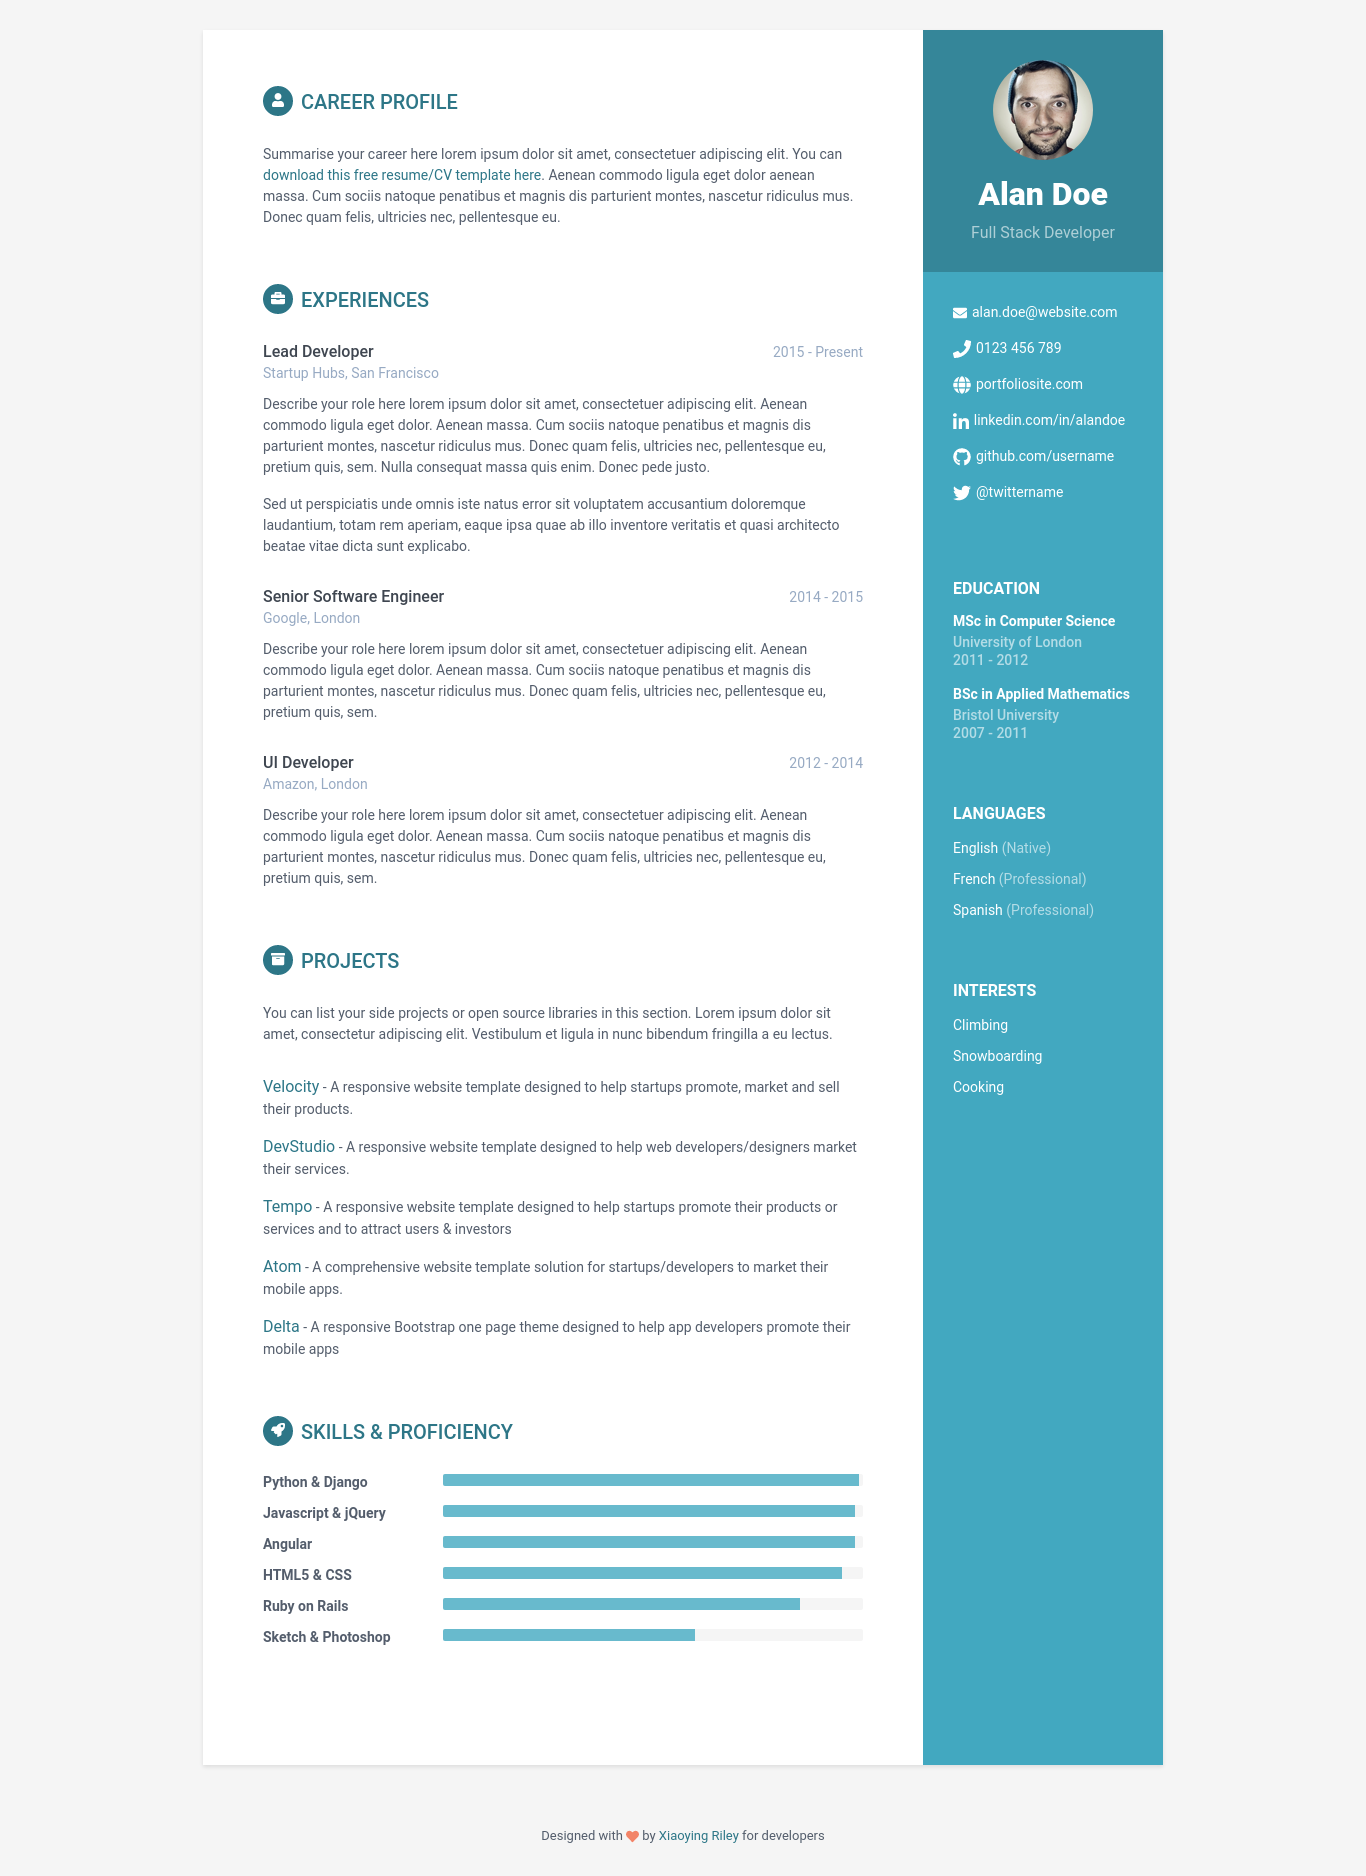 CAREER PROFILE
Summarise your career here lorem ipsum dolor sit amet, consectetuer adipiscing elit. You can
download this free resume/CV template here. Aenean commodo ligula eget dolor aenean
massa. Cum sociis natoque penatibus et magnis dis parturient montes, nascetur ridiculus mus.
Donec quam felis, ultricies nec, pellentesque eu.
EXPERIENCES
Lead Developer 2015 - Present
Startup Hubs, San Francisco
Describe your role here lorem ipsum dolor sit amet, consectetuer adipiscing elit. Aenean
commodo ligula eget dolor. Aenean massa. Cum sociis natoque penatibus et magnis dis
parturient montes, nascetur ridiculus mus. Donec quam felis, ultricies nec, pellentesque eu,
pretium quis, sem. Nulla consequat massa quis enim. Donec pede justo.
Sed ut perspiciatis unde omnis iste natus error sit voluptatem accusantium doloremque
laudantium, totam rem aperiam, eaque ipsa quae ab illo inventore veritatis et quasi architecto
beatae vitae dicta sunt explicabo.
Senior Software Engineer 2014 - 2015
Google, London
Describe your role here lorem ipsum dolor sit amet, consectetuer adipiscing elit. Aenean
commodo ligula eget dolor. Aenean massa. Cum sociis natoque penatibus et magnis dis
parturient montes, nascetur ridiculus mus. Donec quam felis, ultricies nec, pellentesque eu,
pretium quis, sem.
UI Developer 2012 - 2014
Amazon, London
Describe your role here lorem ipsum dolor sit amet, consectetuer adipiscing elit. Aenean
commodo ligula eget dolor. Aenean massa. Cum sociis natoque penatibus et magnis dis
parturient montes, nascetur ridiculus mus. Donec quam felis, ultricies nec, pellentesque eu,
pretium quis, sem.
PROJECTS
You can list your side projects or open source libraries in this section. Lorem ipsum dolor sit
amet, consectetur adipiscing elit. Vestibulum et ligula in nunc bibendum fringilla a eu lectus.
Velocity - A responsive website template designed to help startups promote, market and sell
their products.
DevStudio - A responsive website template designed to help web developers/designers market
their services.
Tempo - A responsive website template designed to help startups promote their products or
services and to attract users & investors
Atom - A comprehensive website template solution for startups/developers to market their
mobile apps.
Delta - A responsive Bootstrap one page theme designed to help app developers promote their
mobile apps
SKILLS & PROFICIENCY
Python & Django
Javascript & jQuery
Angular
HTML5 & CSS
Ruby on Rails
Sketch & Photoshop
Alan Doe
Full Stack Developer
alan.doe@website.com
0123 456 789
portfoliosite.com
linkedin.com/in/alandoe
github.com/username
@twittername
EDUCATION
MSc in Computer Science
University of London
2011 - 2012
BSc in Applied Mathematics
Bristol University
2007 - 2011
LANGUAGES
English (Native)
French (Professional)
Spanish (Professional)
INTERESTS
Climbing
Snowboarding
Cooking
Designed with by Xiaoying Riley for developers